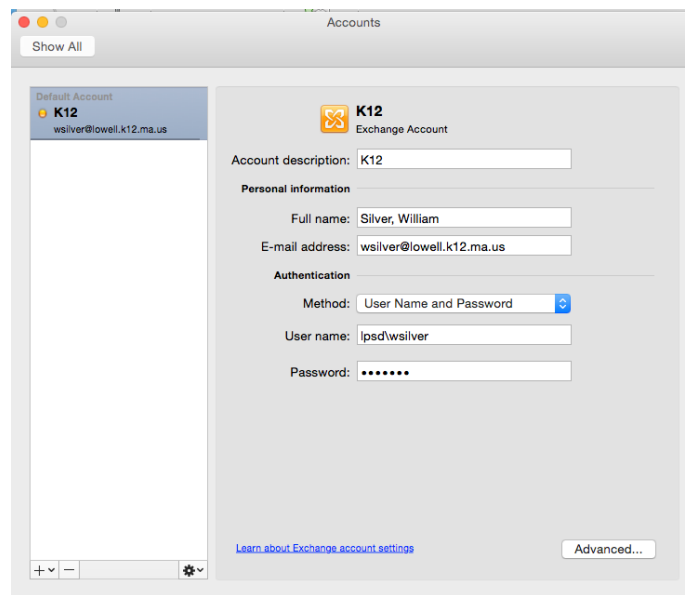 Accounts
Show All
Default Account
K12
wsilver@lowell.k12.ma.us
K12
Exchange Account
Account description: K12
Personal information
Full name: Silver, William
E-mail address: wsilver@lowell.k12.ma.us
Authentication
Method: User Name and Password
User name: lpsd\wsilver
Password: •••••••
Learn about Exchange account settings
Advanced...